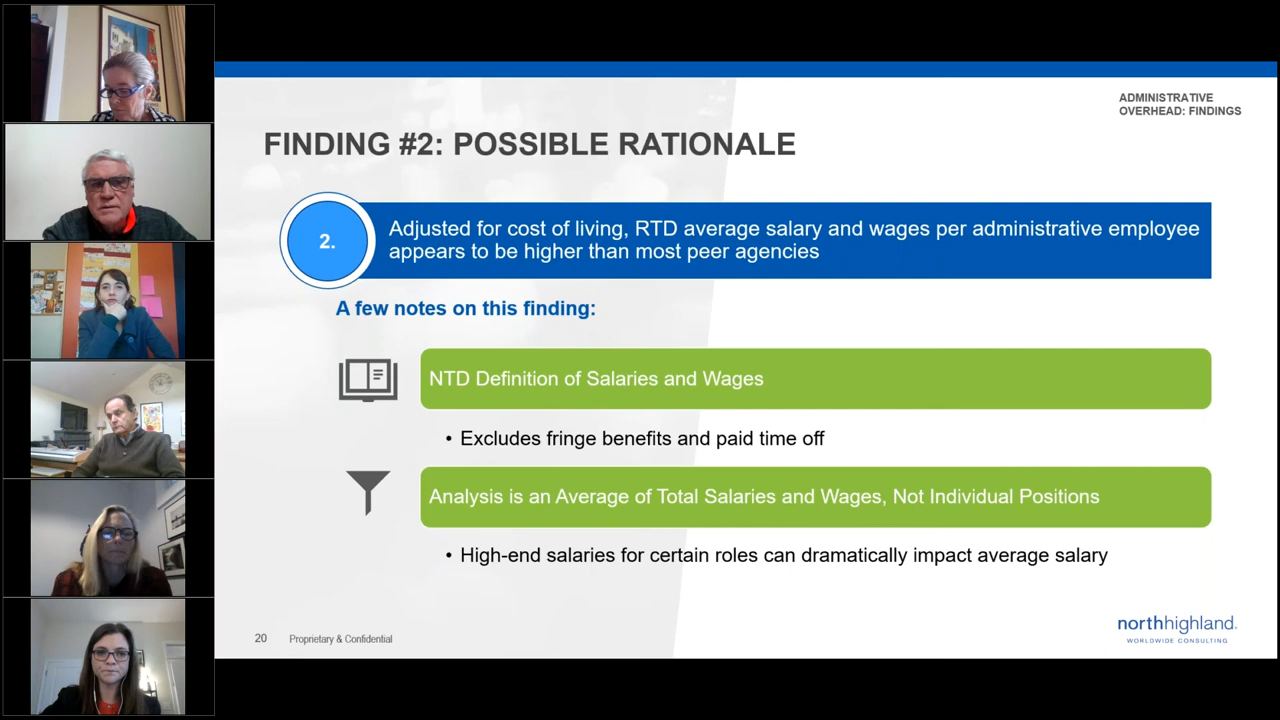 ADMINISTRATIVE
OVERHEAD: FINDINGS
FINDING #2: POSSIBLE RATIONALE
2.
Adjusted for cost of living, RTD average salary and wages per administrative employee
appears to be higher than most peer agencies
A few notes on this finding:
NTD Definition of Salaries and Wages
• Excludes fringe benefits and paid time off
Analysis is an Average of Total Salaries and Wages, Not Individual Positions
• High-end salaries for certain roles can dramatically impact average salary
20
Proprietary & Confidential
northhighland.
WORLDWIDE CONSULTING